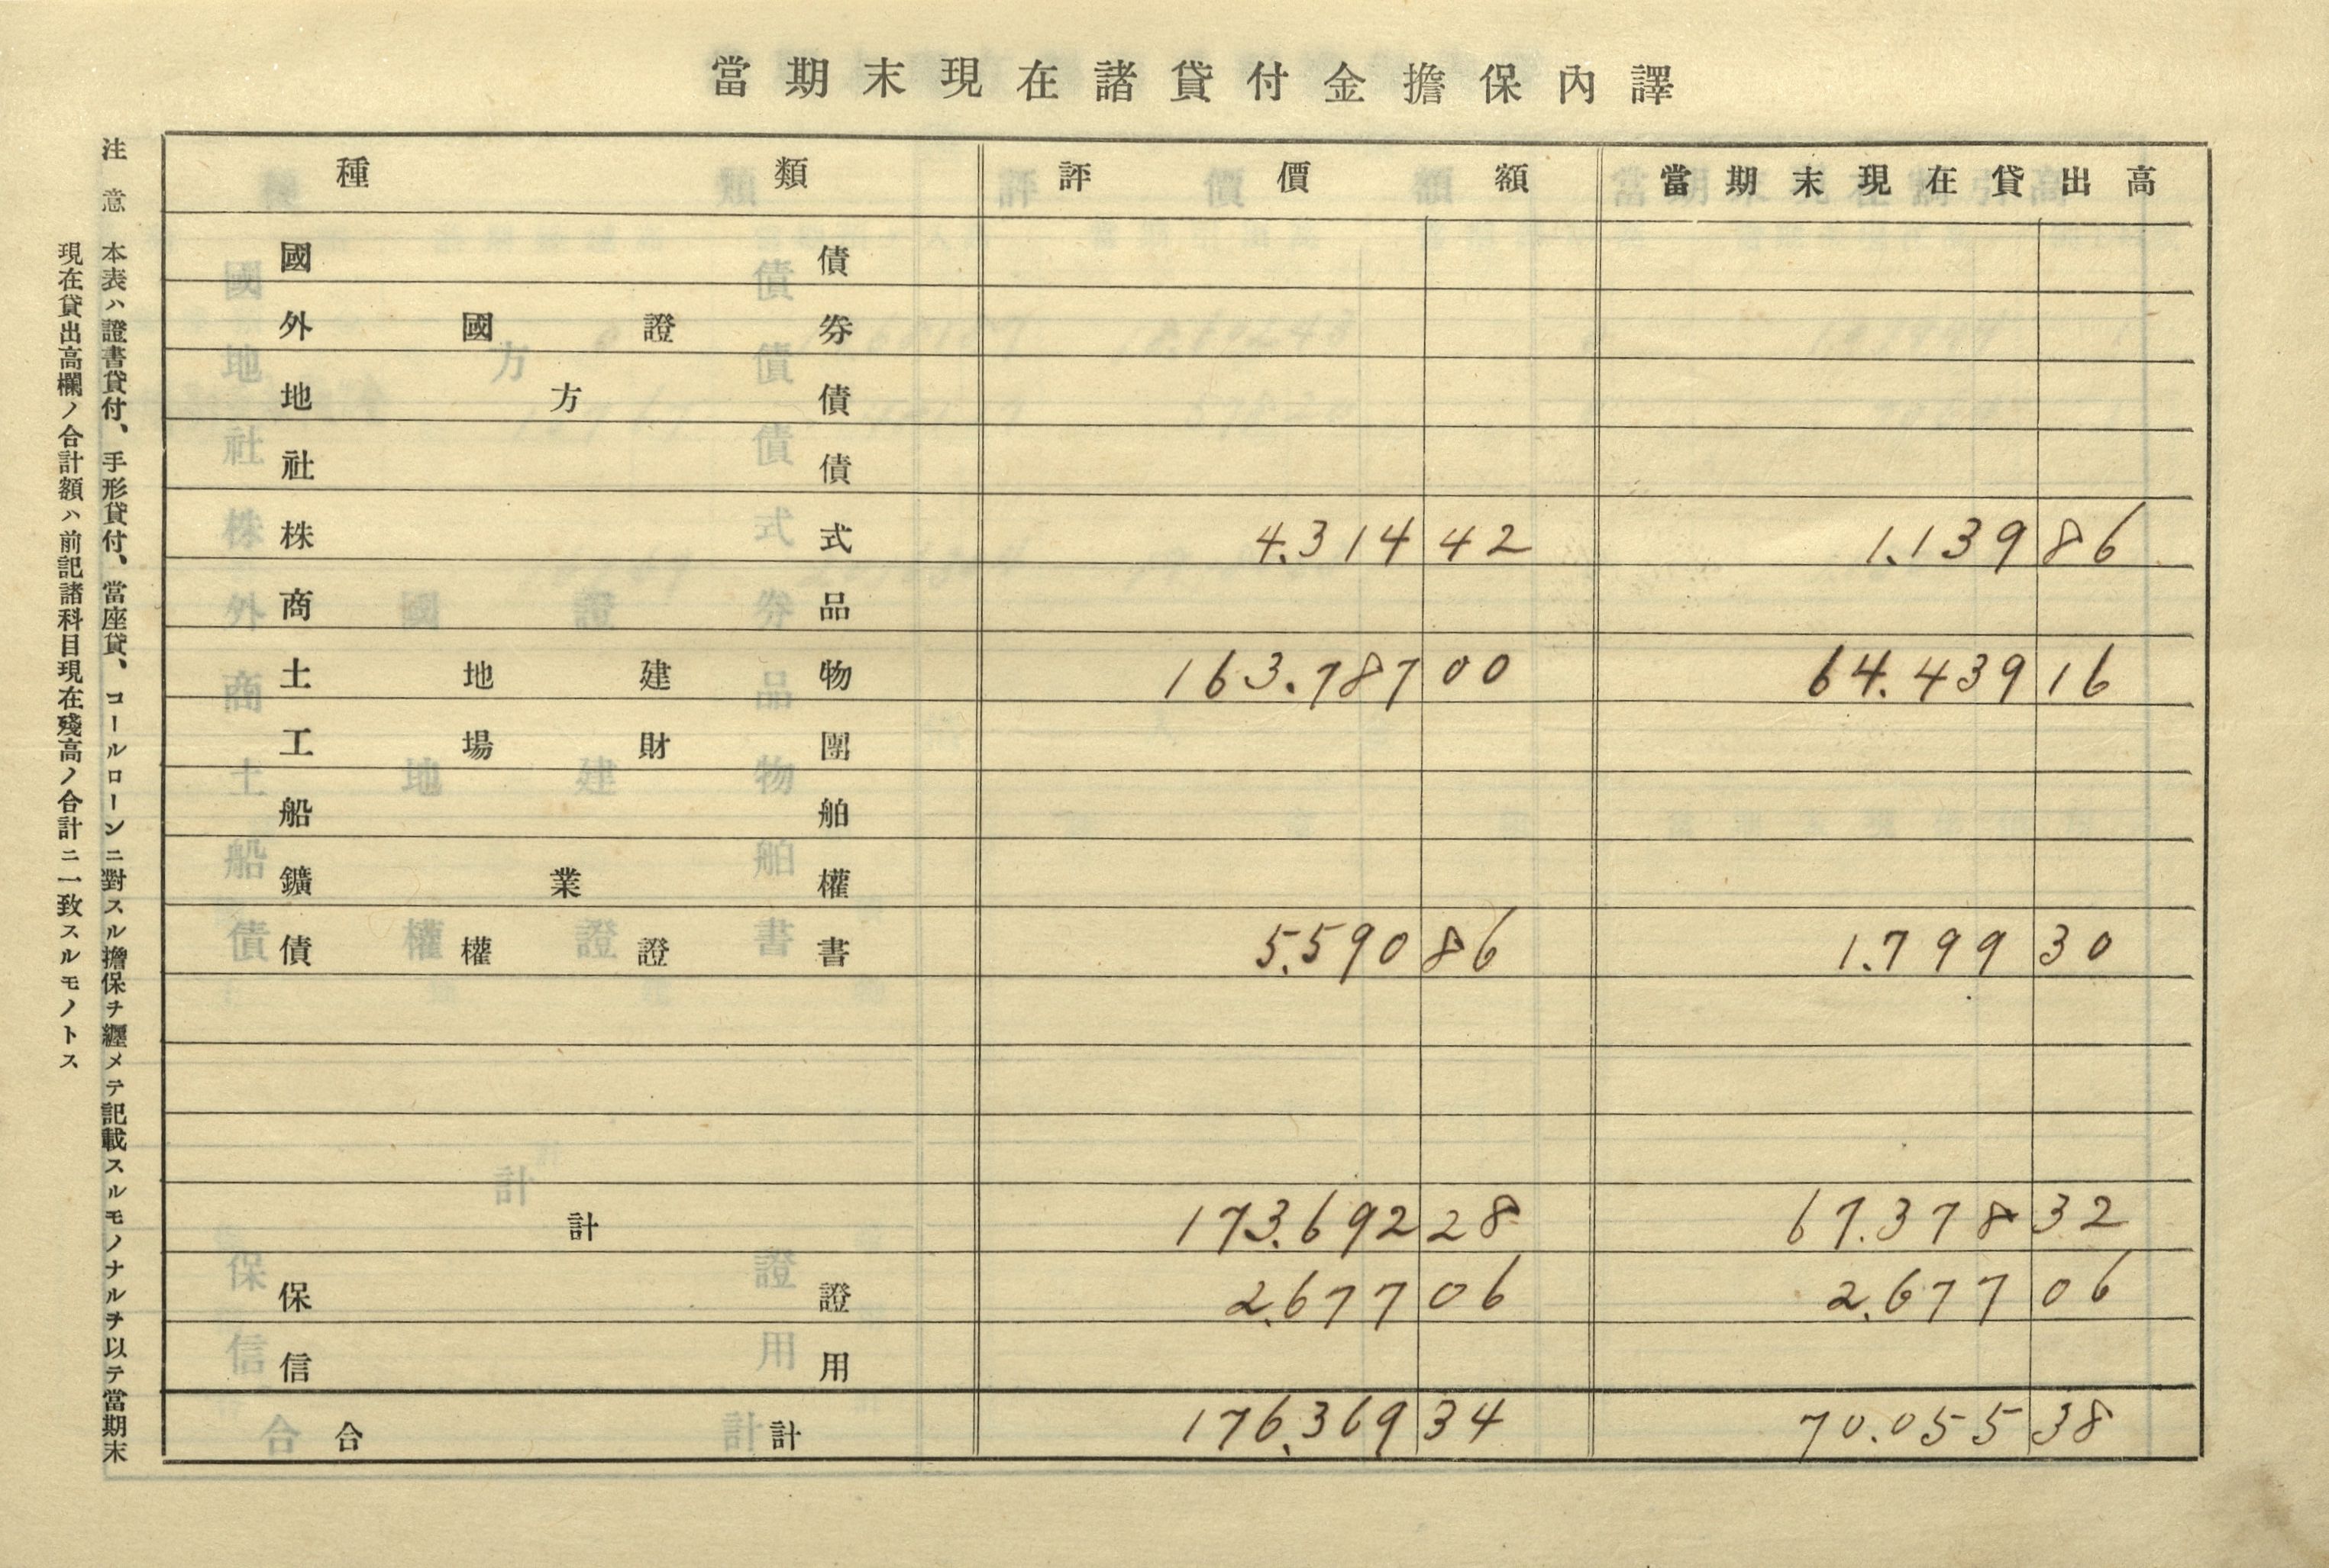 當期末現在諸貸付金擔保內譯
種類 評價額 當期末現在貸出高
國債
外國證券
地方債
社債
株式 4.314 42 1.139 86
商品
土地建物 163.787 00 64.439 16
工場財團
船舶
鑛業權
債權證書 5.590 86 1.799 30
計 173.692 28 67.378 32
保證 2.677 06 2.677 06
信用
合計 176.369 34 70.055 38
注意 本表ハ證書貸付、手形貸付、當座貸、コールローンニ對スル擔保ヲ纒メテ記載スルモノナルヲ以テ當期末
現在貸出高欄ノ合計額ハ前記諸科目現在殘高ノ合計ニ一致スルモノトス